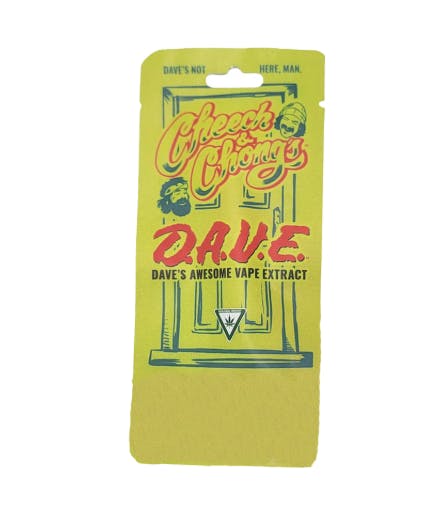 DAVE'S NOT HERE, MAN.
Cheech
&
Chong's
D.A.V.E.
DAVE'S AWESOME VAPE EXTRACT